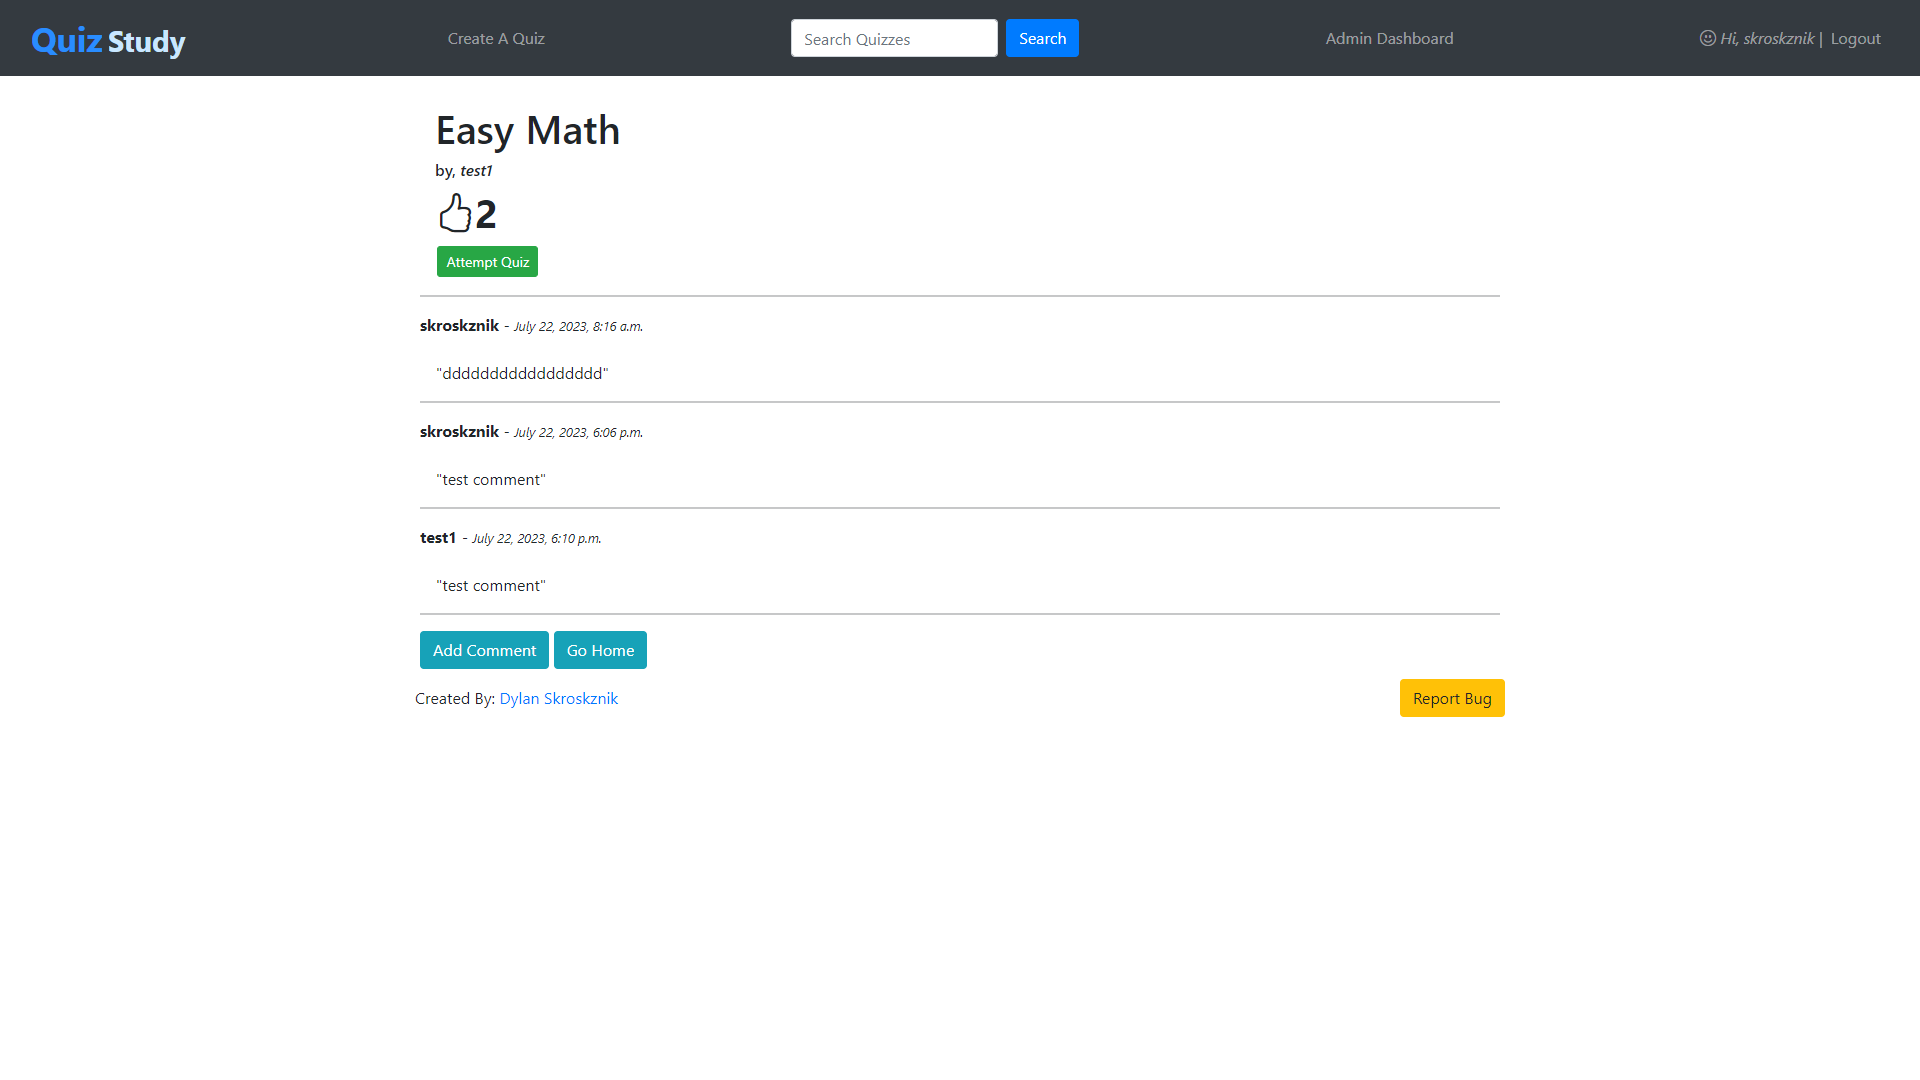 Quiz Study
Create A Quiz
Search Quizzes
Search
Admin Dashboard
Hi, skroskznik | Logout
Easy Math
by, test1
2
Attempt Quiz
skroskznik - July 22, 2023, 8:16 a.m.
"ddddddddddddddddd"
skroskznik - July 22, 2023, 6:06 p.m.
"test comment"
test1 - July 22, 2023, 6:10 p.m.
"test comment"
Add Comment
Go Home
Created By: Dylan Skroskznik
Report Bug